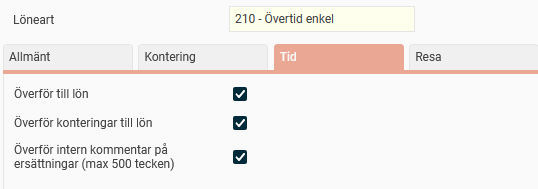 Löneart 210 - Övertid enkel
Allmänt Kontering Tid Resa
Överför till lön
Överför konteringar till lön
Överför intern kommentar på
ersättningar (max 500 tecken)